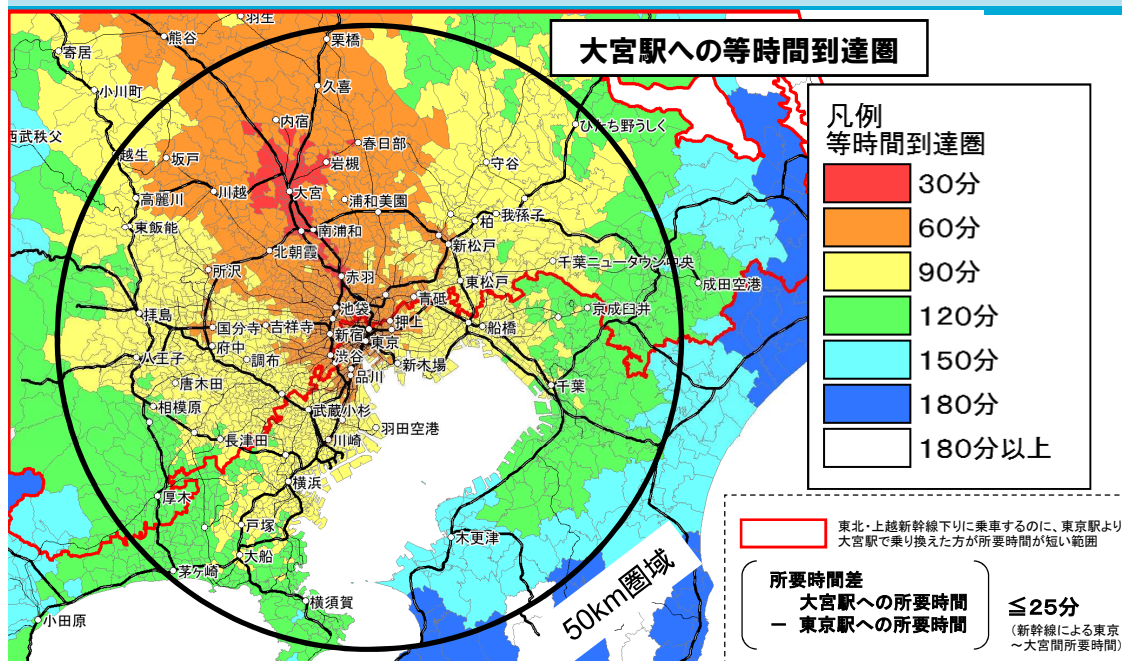 大宮駅への等時間到達圏
凡例
等時間到達圏
30分
60分
90分
120分
150分
180分
180分以上
東北・上越新幹線下りに乗車するのに、東京駅より
大宮駅で乗り換えた方が所要時間が短い範囲
所要時間差
大宮駅への所要時間
− 東京駅への所要時間
≦25分
(新幹線による東京
～大宮間所要時間)
50km圏域
羽生
熊谷
栗橋
寄居
久喜
小川町
内宿
ひたち野うしく
西武秩父
春日部
越生
坂戸
岩槻
守谷
川越
大宮
高麗川
浦和美園
我孫子
柏
東飯能
南浦和
新松戸
北朝霞
所沢
赤羽
千葉ニュータウン中央
東松戸
成田空港
青砥
池袋
京成臼井
拝島
国分寺
吉祥寺
押上
船橋
新宿
東京
府中
八王子
調布
渋谷
新木場
品川
唐木田
千葉
相模原
武蔵小杉
羽田空港
長津田
川崎
横浜
厚木
戸塚
木更津
大船
茅ヶ崎
横須賀
小田原